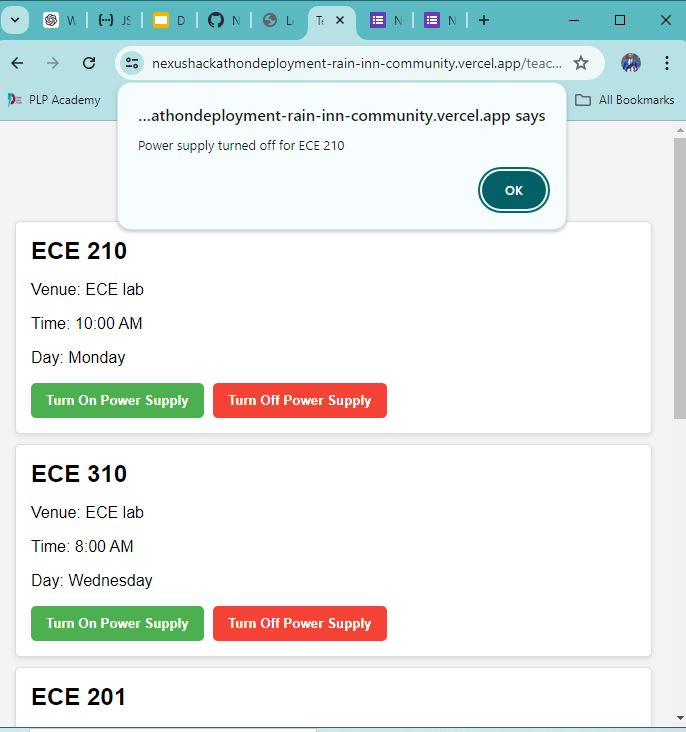 W
JS
D
N
Te
N
N
nexushackathondeployment-rain-inn-community.vercel.app/teac...
PLP Academy
All Bookmarks
...athondeployment-rain-inn-community.vercel.app says
Power supply turned off for ECE 210
OK
ECE 210
Venue: ECE lab
Time: 10:00 AM
Day: Monday
Turn On Power Supply Turn Off Power Supply
ECE 310
Venue: ECE lab
Time: 8:00 AM
Day: Wednesday
Turn On Power Supply Turn Off Power Supply
ECE 201